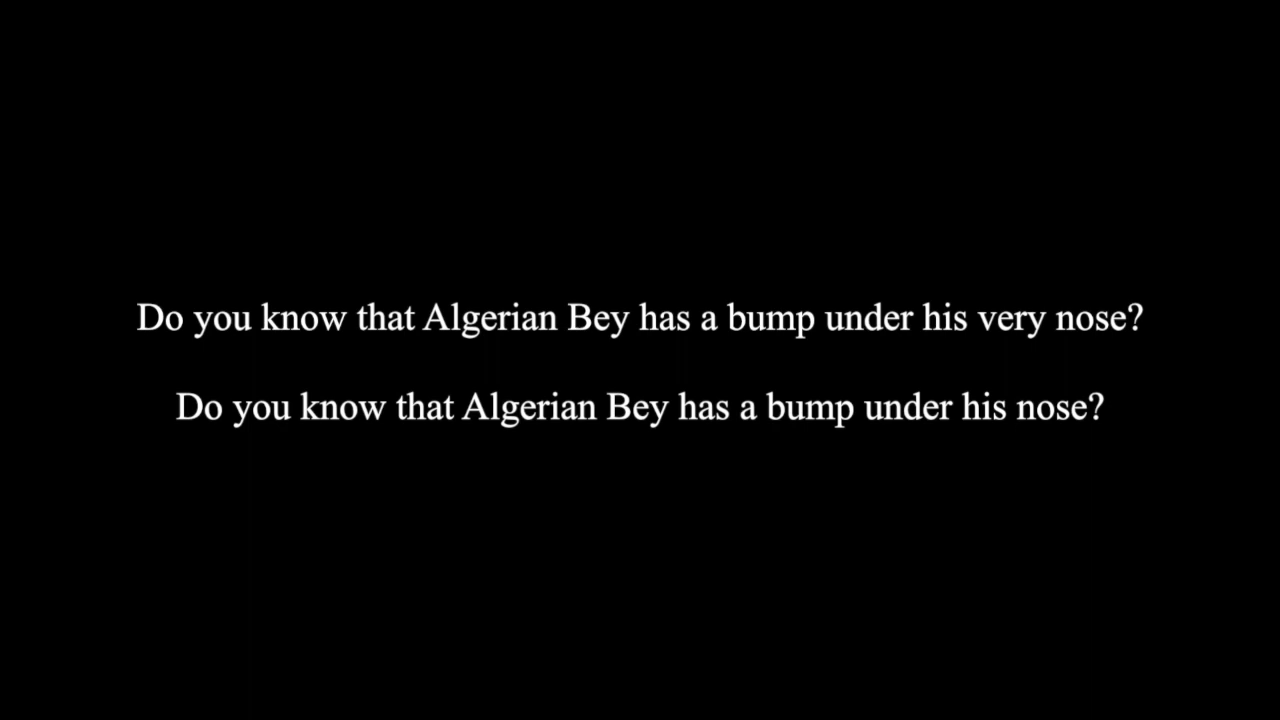 Do you know that Algerian Bey has a bump under his very nose?
Do you know that Algerian Bey has a bump under his nose?